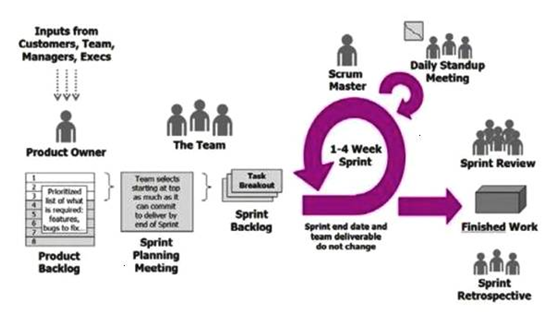 Inputs from
Customers, Team,
Managers, Execs
Product Owner
The Team
Scrum
Master
Daily Standup
Meeting
1
2
3
4
5
6
7
8
Prioritized
list of what
is required:
features,
bugs to fix...
Product
Backlog
Team selects
starting at top
as much as it
can commit
to deliver by
end of Sprint
Sprint
Planning
Meeting
Task
Breakout
Sprint
Backlog
1-4 Week
Sprint
Sprint end date and
team deliverable
do not change
Sprint Review
Finished Work
Sprint
Retrospective